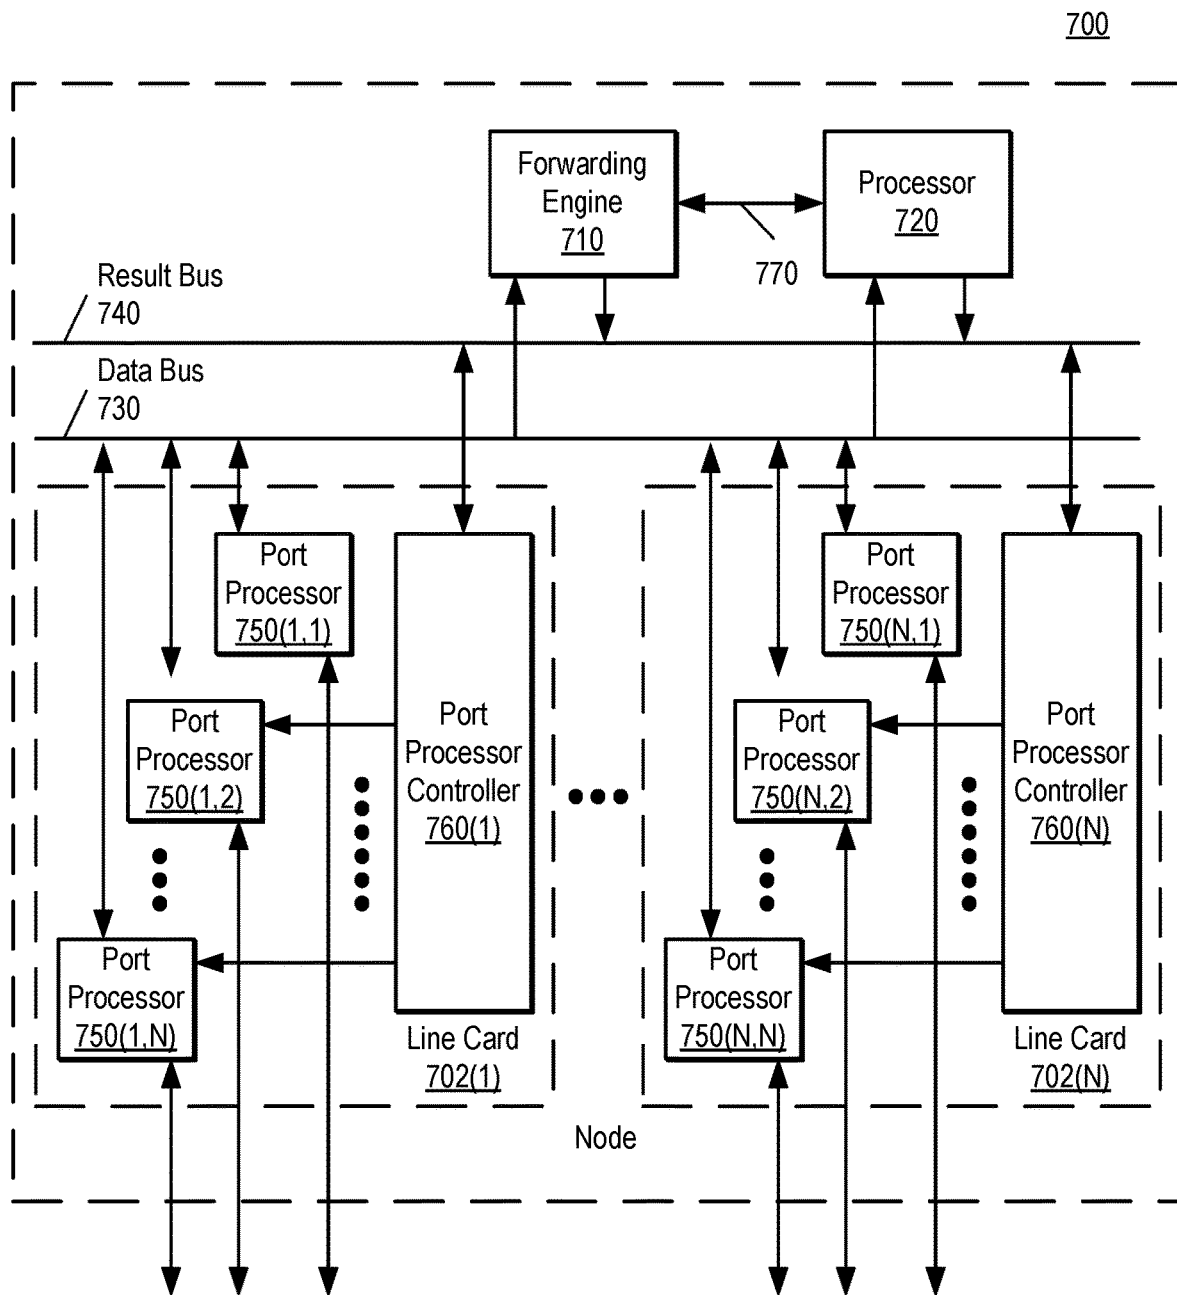 700
Forwarding
Engine
710
Processor
720
770
Result Bus
740
Data Bus
730
Port
Processor
750(1,1)
Port
Processor
750(1,2)
Port
Processor
750(1,N)
Port
Processor
Controller
760(1)
Line Card
702(1)
Port
Processor
750(N,1)
Port
Processor
750(N,2)
Port
Processor
750(N,N)
Port
Processor
Controller
760(N)
Line Card
702(N)
Node